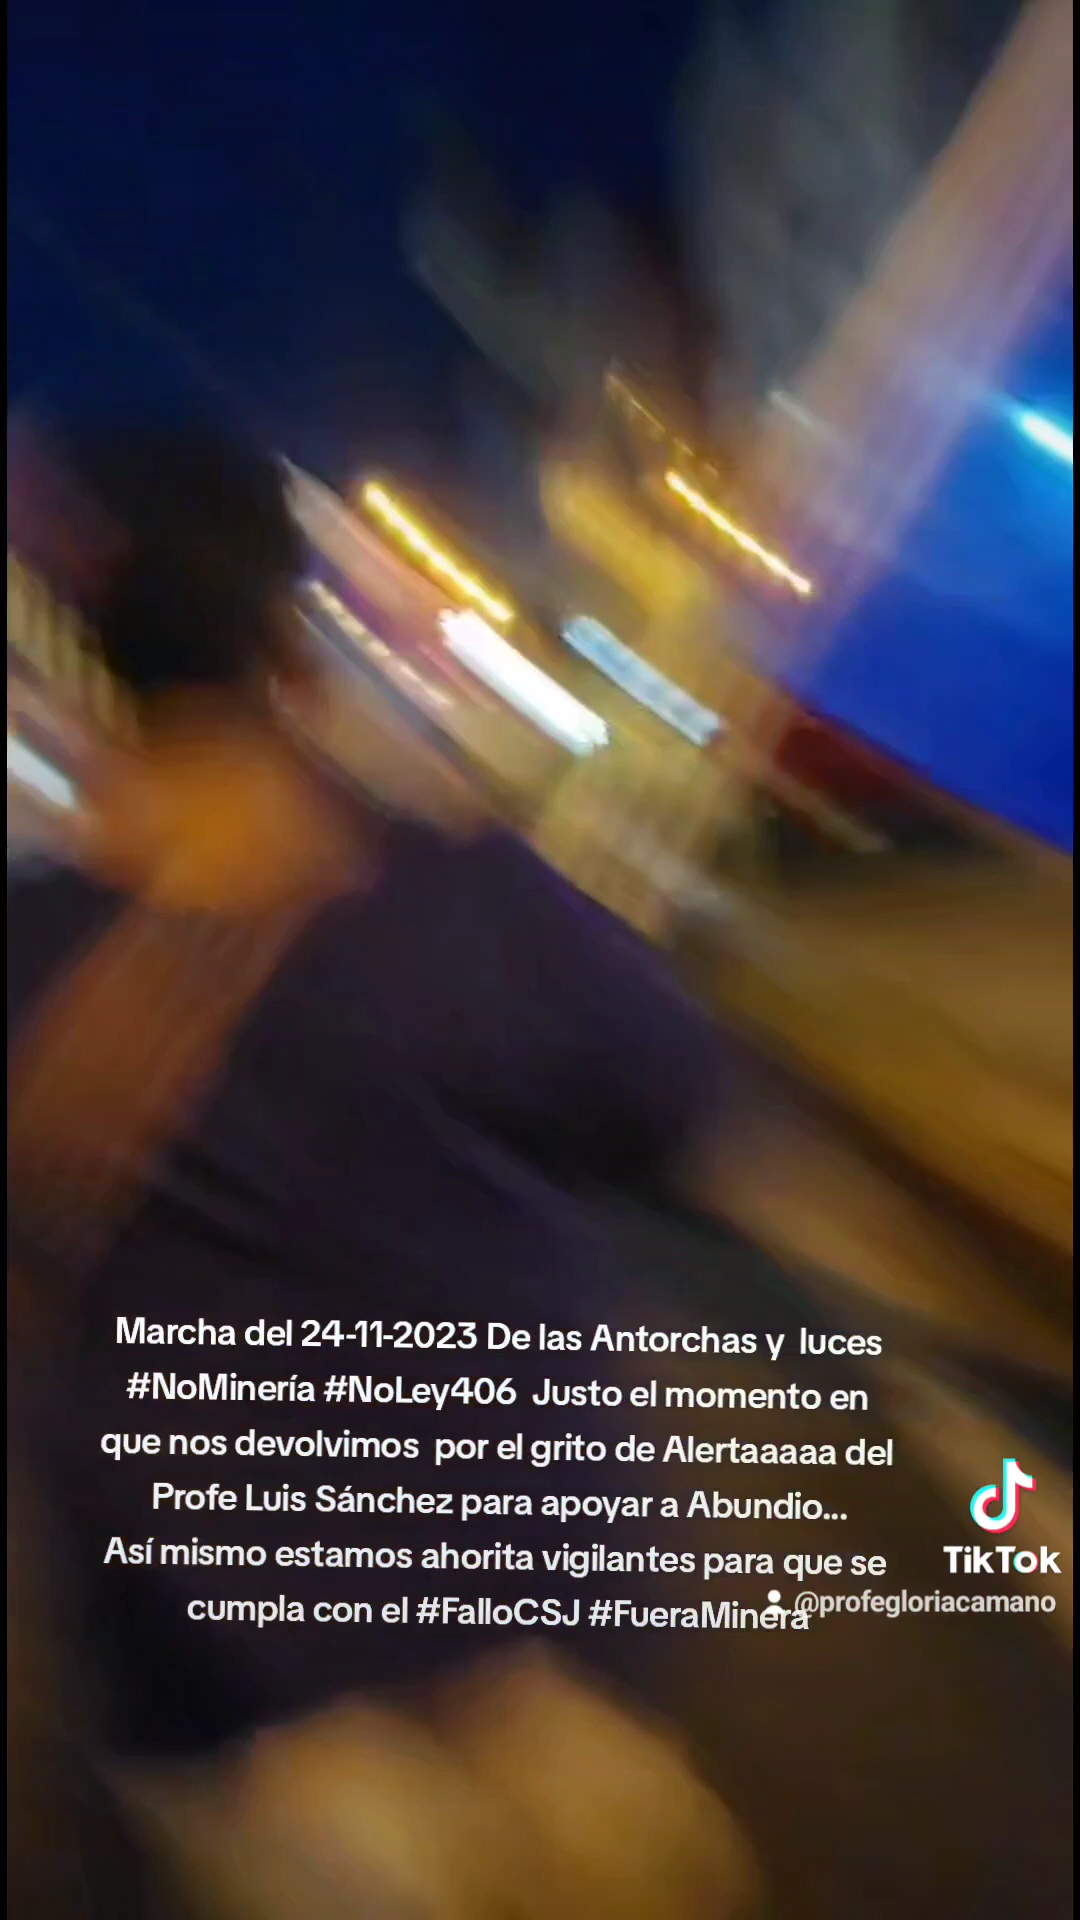 Marcha del 24-11-2023 De las Antorchas y luces
#NoMinería #NoLey406 Justo el momento en
que nos devolvimos por el grito de Alertaaaaa del
Profe Luis Sánchez para apoyar a Abundio...
Así mismo estamos ahorita vigilantes para que se
cumpla con el #FalloCSJ #FueraMinera
TikTok
@profegloriacamano